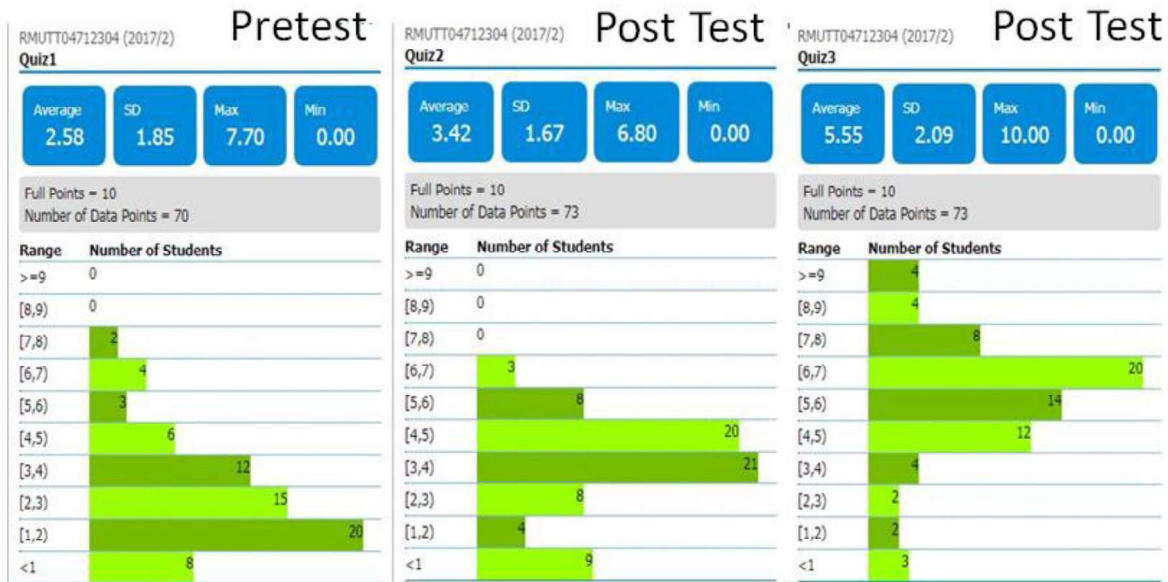 Pretest
RMUTT04712304 (2017/2)
Quiz1
Average
2.58
SD
1.85
Max
7.70
Min
0.00
Full Points = 10
Number of Data Points = 70
Range Number of Students
>=9 0
[8,9) 0
[7,8) 2
[6,7) 4
[5,6) 3
[4,5) 6
[3,4) 12
[2,3) 15
[1,2) 20
<1 8
Post Test
RMUTT04712304 (2017/2)
Quiz2
Average
3.42
SD
1.67
Max
6.80
Min
0.00
Full Points = 10
Number of Data Points = 73
Range Number of Students
>=9 0
[8,9) 0
[7,8) 0
[6,7) 3
[5,6) 8
[4,5) 20
[3,4) 21
[2,3) 8
[1,2) 4
<1 9
Post Test
RMUTT04712304 (2017/2)
Quiz3
Average
5.55
SD
2.09
Max
10.00
Min
0.00
Full Points = 10
Number of Data Points = 73
Range Number of Students
>=9 4
[8,9) 4
[7,8) 8
[6,7) 20
[5,6) 14
[4,5) 12
[3,4) 4
[2,3) 2
[1,2) 2
<1 3